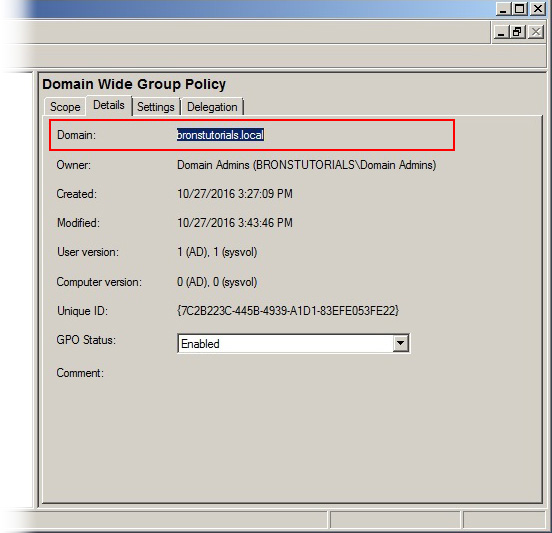 Domain Wide Group Policy
Scope Details Settings Delegation
Domain: bronstutorials.local
Owner: Domain Admins (BRONSTUTORIALS\Domain Admins)
Created: 10/27/2016 3:27:09 PM
Modified: 10/27/2016 3:43:46 PM
User version: 1 (AD), 1 (sysvol)
Computer version: 0 (AD), 0 (sysvol)
Unique ID: {7C2B223C-445B-4939-A1D1-83EFE053FE22}
GPO Status: Enabled
Comment: